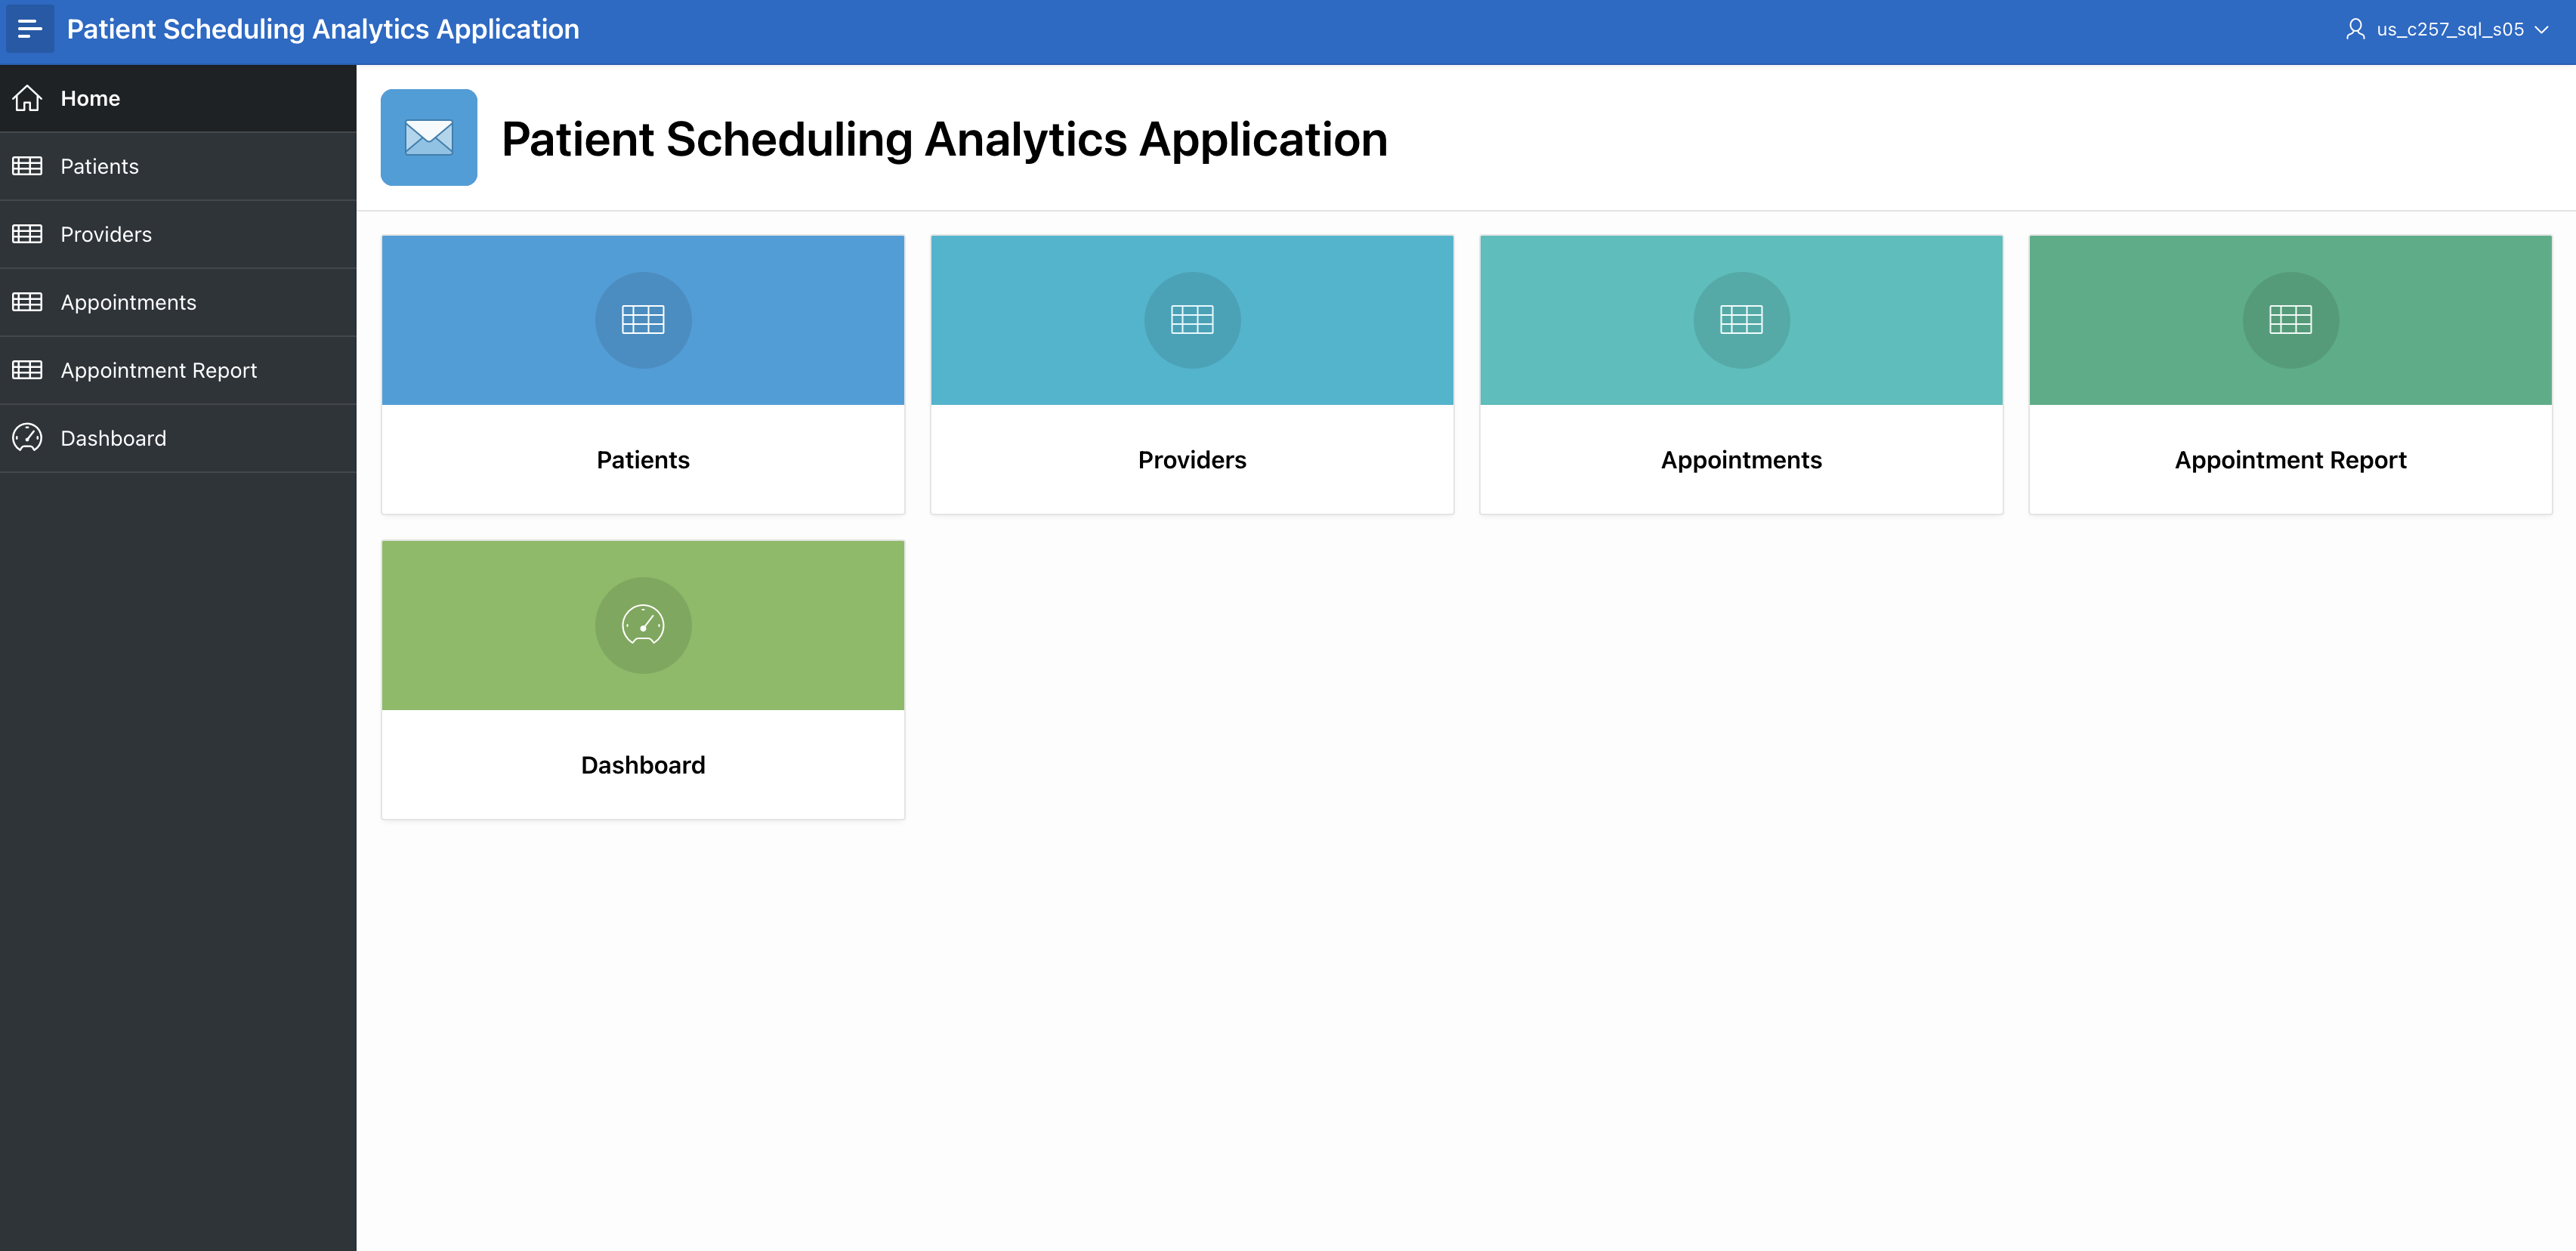 Patient Scheduling Analytics Application
us_c257_sql_s05
Home
Patients
Providers
Appointments
Appointment Report
Dashboard
Patient Scheduling Analytics Application
Patients
Providers
Appointments
Appointment Report
Dashboard